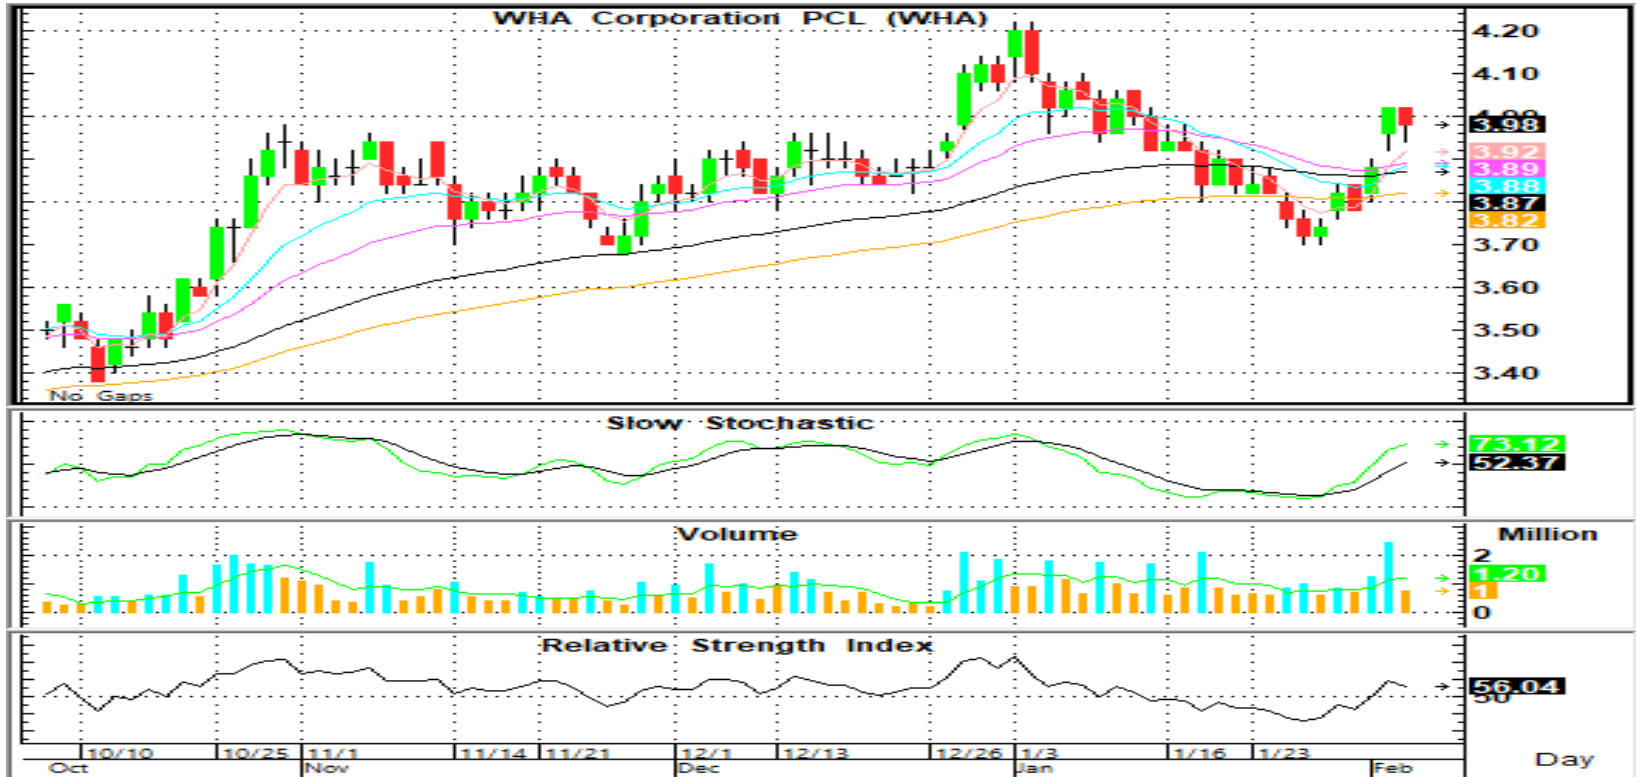 WHA Corporation PCL (WHA)
4.20
4.10
4.00
3.98
3.92
3.89
3.88
3.87
3.82
3.70
3.60
3.50
3.40
No Gaps
Slow Stochastic
73.12
52.37
Volume
Million
2
1.20
1
0
Relative Strength Index
56.04
50
10/10
10/25
11/1
11/14
11/21
12/1
12/13
12/26
1/3
1/16
1/23
Day
Oct
Nov
Dec
Jan
Feb